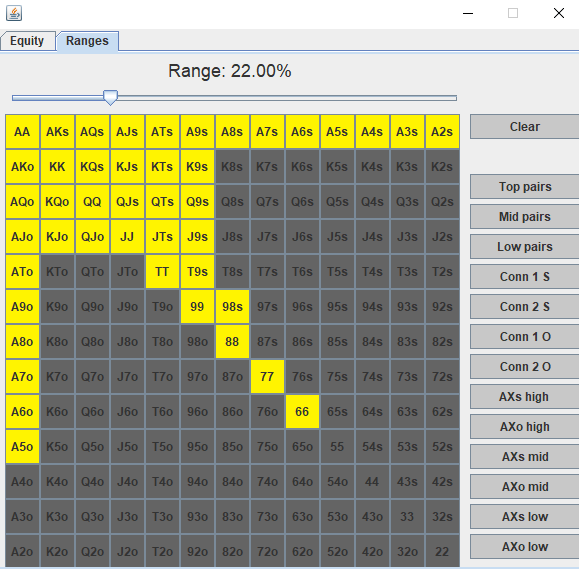 Equity Ranges
Range: 22.00%
AA AKs AQs AJs ATs A9s A8s A7s A6s A5s A4s A3s A2s
AKo KK KQs KJs KTs K9s K8s K7s K6s K5s K4s K3s K2s
AQo KQo QQ QJs QTs Q9s Q8s Q7s Q6s Q5s Q4s Q3s Q2s
AJo KJo QJo JJ JTs J9s J8s J7s J6s J5s J4s J3s J2s
ATo KTo QTo JTo TT T9s T8s T7s T6s T5s T4s T3s T2s
A9o K9o Q9o J9o T9o 99 98s 97s 96s 95s 94s 93s 92s
A8o K8o Q8o J8o T8o 98o 88 87s 86s 85s 84s 83s 82s
A7o K7o Q7o J7o T7o 97o 87o 77 76s 75s 74s 73s 72s
A6o K6o Q6o J6o T6o 96o 86o 76o 66 65s 64s 63s 62s
A5o K5o Q5o J5o T5o 95o 85o 75o 65o 55 54s 53s 52s
A4o K4o Q4o J4o T4o 94o 84o 74o 64o 54o 44 43s 42s
A3o K3o Q3o J3o T3o 93o 83o 73o 63o 53o 43o 33 32s
A2o K2o Q2o J2o T2o 92o 82o 72o 62o 52o 42o 32o 22
Clear
Top pairs
Mid pairs
Low pairs
Conn 1 S
Conn 2 S
Conn 1 O
Conn 2 O
AXs high
AXo high
AXs mid
AXo mid
AXs low
AXo low